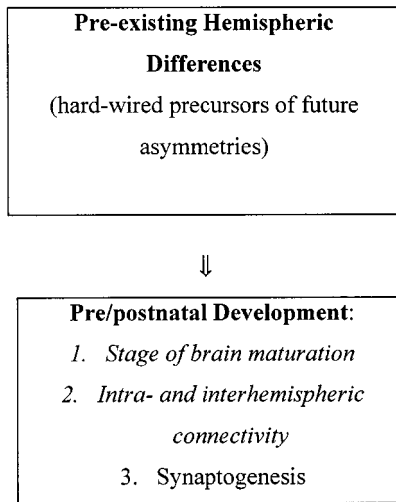 Pre-existing Hemispheric
Differences
(hard-wired precursors of future
asymmetries)
⇓
Pre/postnatal Development:
1. Stage of brain maturation
2. Intra- and interhemispheric
connectivity
3. Synaptogenesis